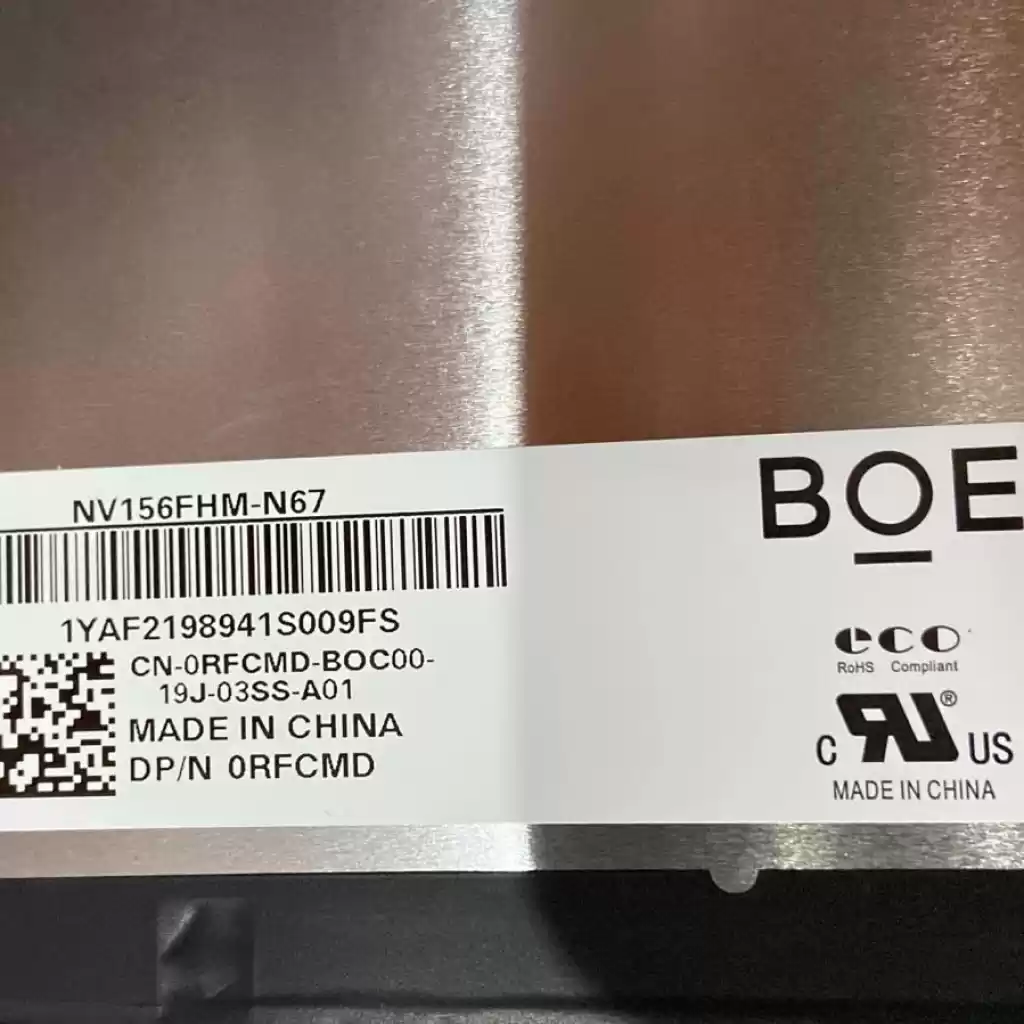 NV156FHM-N67
1YAF2198941S009FS
CN-0RFCMD-BOC00-
19J-03SS-A01
MADE IN CHINA
DP/N 0RFCMD
BOE
eco
RoHS Compliant
C RU® US
MADE IN CHINA